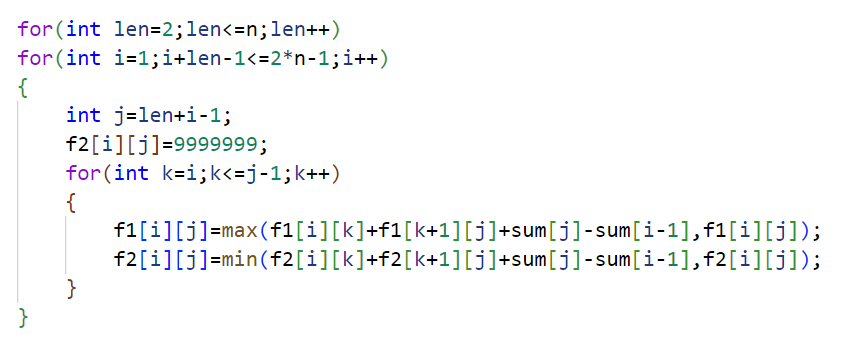 for(int len=2;len<=n;len++)
for(int i=1;i+len-1<=2*n-1;i++)
{
    int j=len+i-1;
    f2[i][j]=9999999;
    for(int k=i;k<=j-1;k++)
    {
        f1[i][j]=max(f1[i][k]+f1[k+1][j]+sum[j]-sum[i-1],f1[i][j]);
        f2[i][j]=min(f2[i][k]+f2[k+1][j]+sum[j]-sum[i-1],f2[i][j]);
    }
}